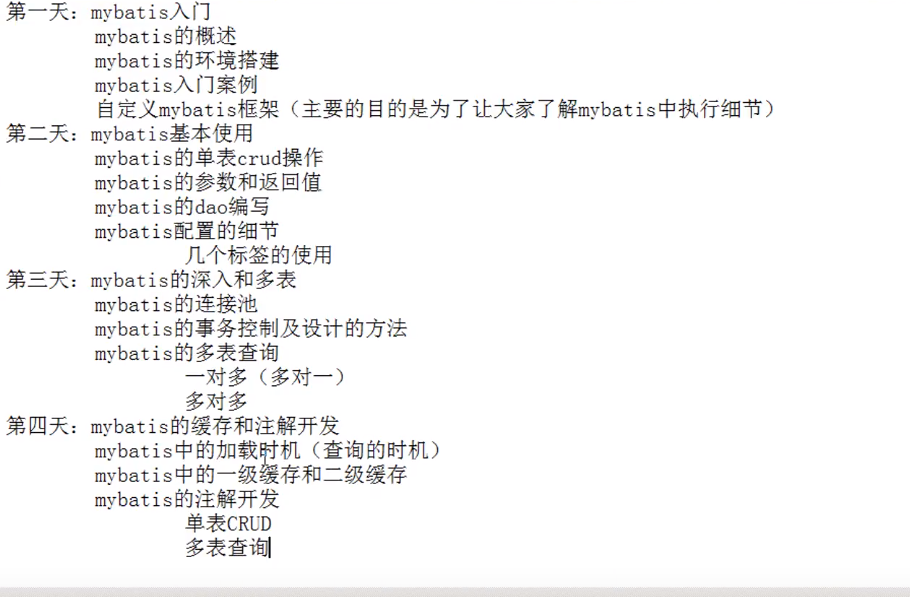 第一天：mybatis入门
mybatis的概述
mybatis的环境搭建
mybatis入门案例
自定义mybatis框架（主要的目的是为了让大家了解mybatis中执行细节）
第二天：mybatis基本使用
mybatis的单表crud操作
mybatis的参数和返回值
mybatis的dao编写
mybatis配置的细节
几个标签的使用
第三天：mybatis的深入和多表
mybatis的连接池
mybatis的事务控制及设计的方法
mybatis的多表查询
一对多（多对一）
多对多
第四天：mybatis的缓存和注解开发
mybatis中的加载时机（查询的时机）
mybatis中的一级缓存和二级缓存
mybatis的注解开发
单表CRUD
多表查询